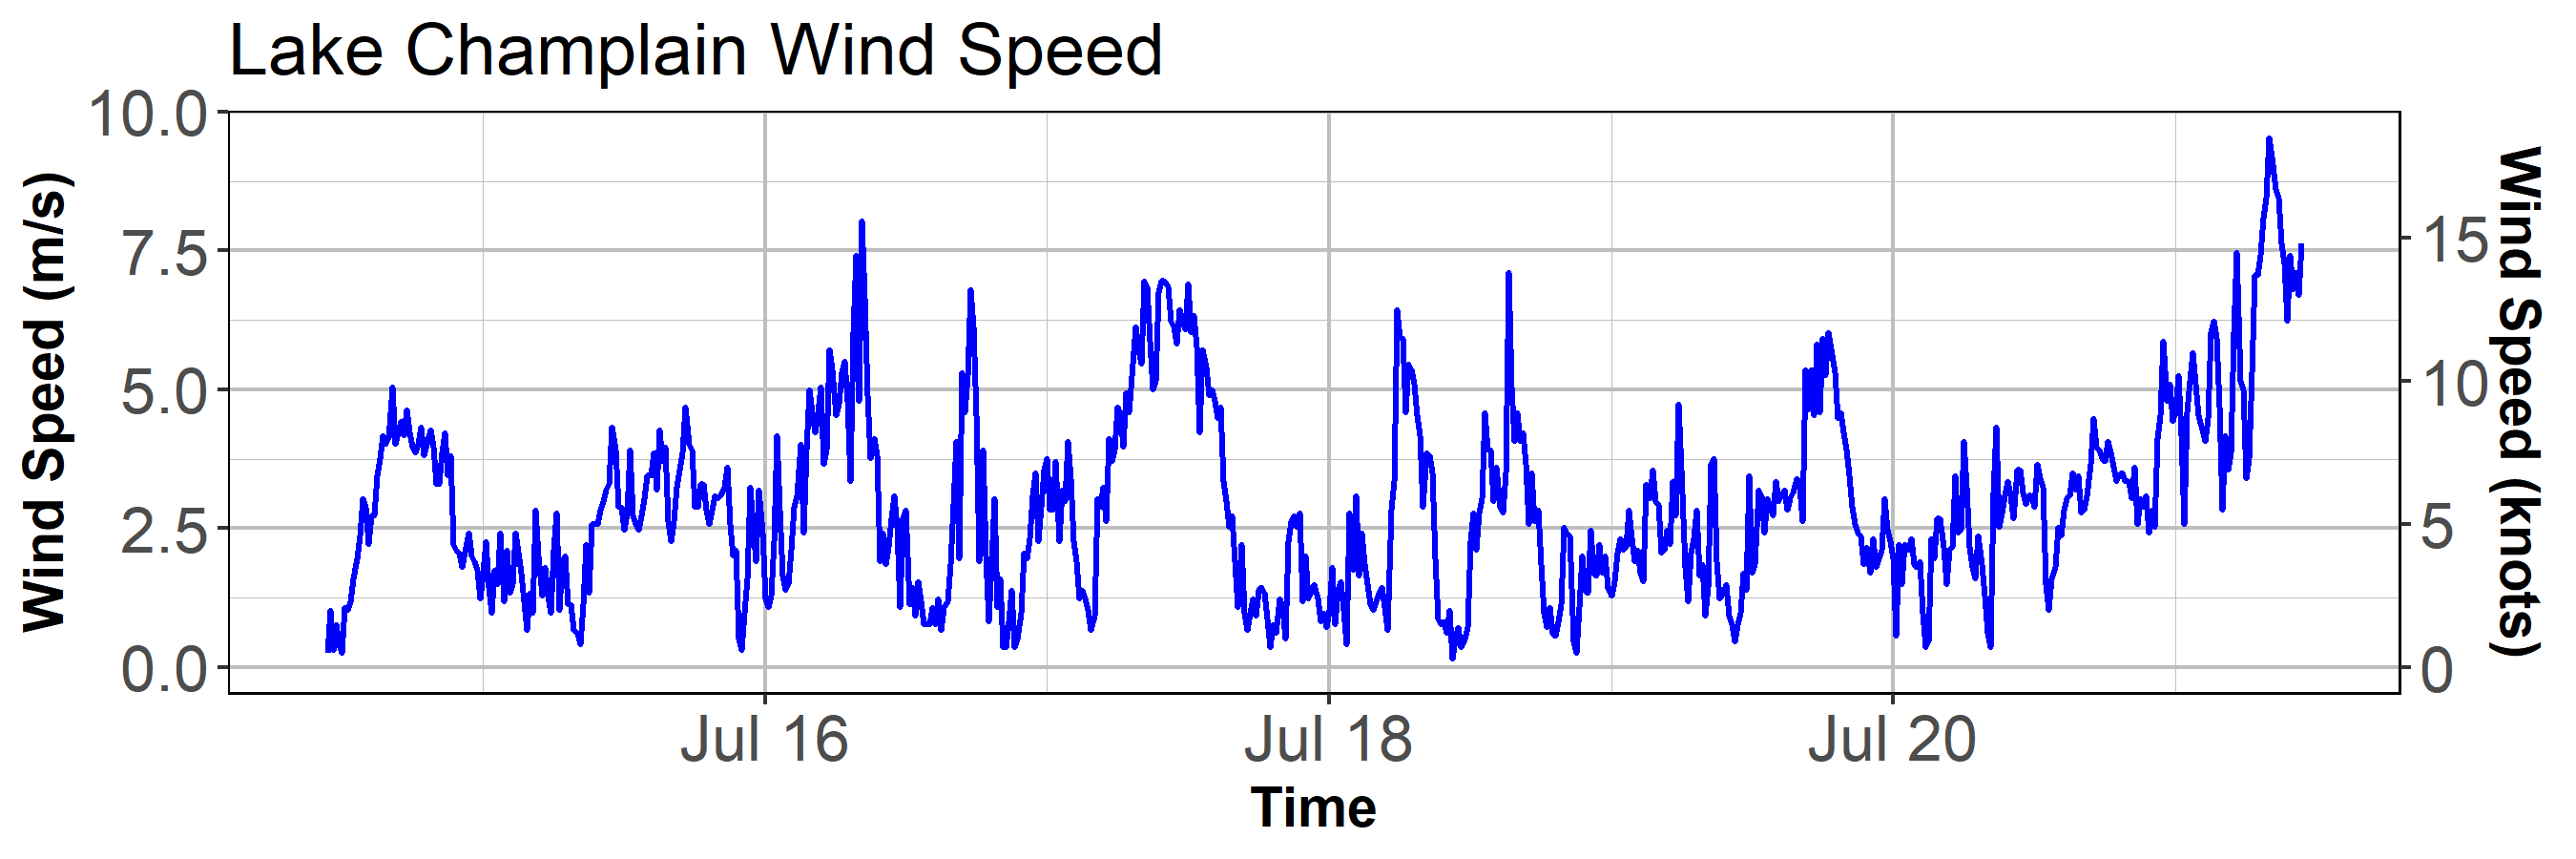 Lake Champlain Wind Speed
Wind Speed (m/s)
10.0
7.5
5.0
2.5
0.0
Wind Speed (knots)
15
10
5
0
Jul 16 Jul 18 Jul 20
Time